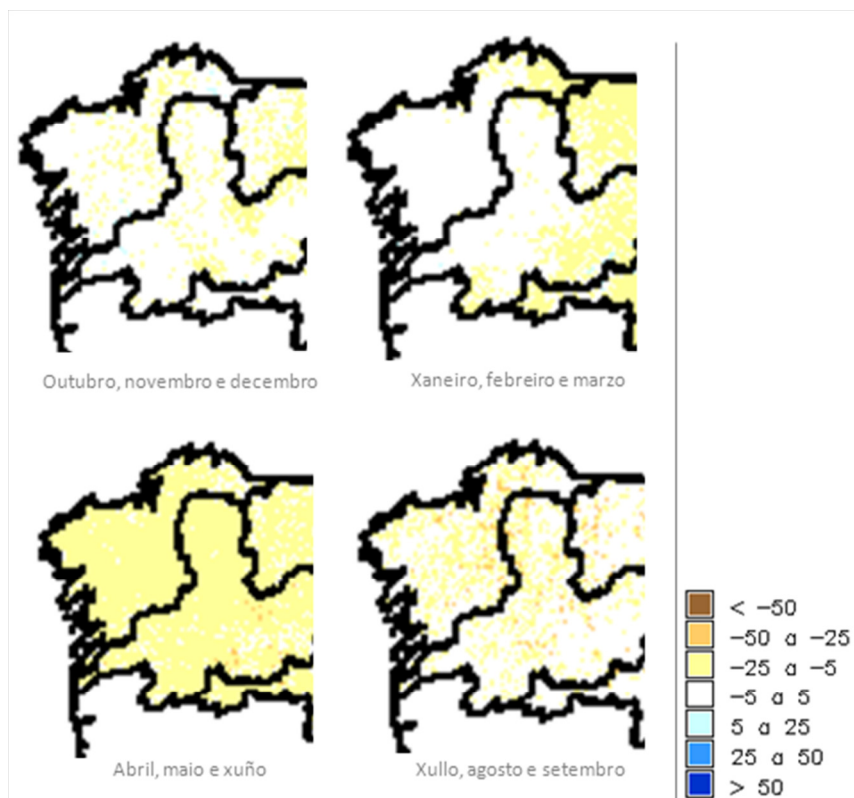 Outubro, novembro e decembro
Xaneiro, febreiro e marzo
Abril, maio e xuño
Xullo, agosto e setembro
< -50
-50 a -25
-25 a -5
-5 a 5
5 a 25
25 a 50
> 50